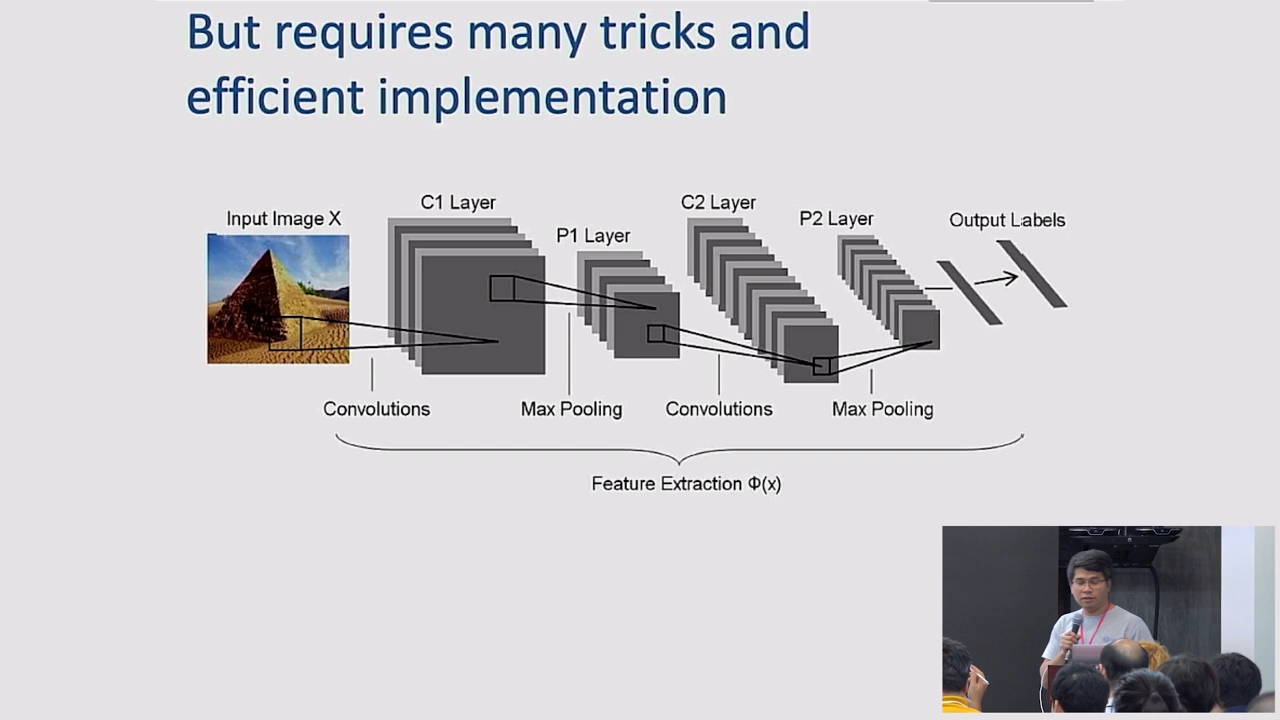 But requires many tricks and
efficient implementation
Input Image X
C1 Layer
P1 Layer
C2 Layer
P2 Layer
Output Labels
Convolutions
Max Pooling
Convolutions
Max Pooling
Feature Extraction Φ(x)